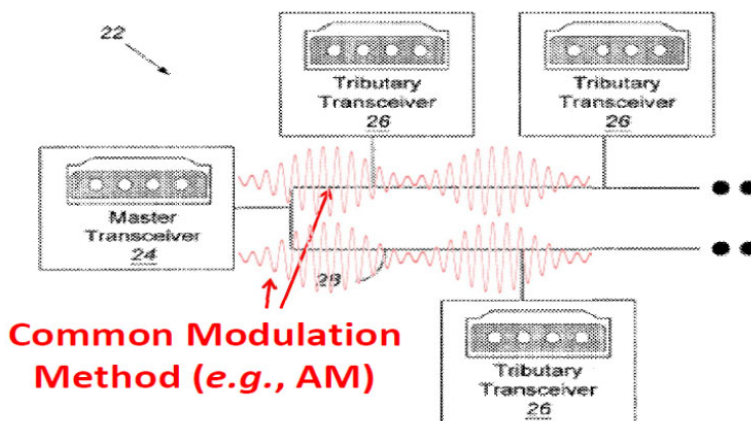 22
Tributary
Transceiver
26
Tributary
Transceiver
26
Master
Transceiver
24
28
Common Modulation
Method (e.g., AM)
Tributary
Transceiver
26